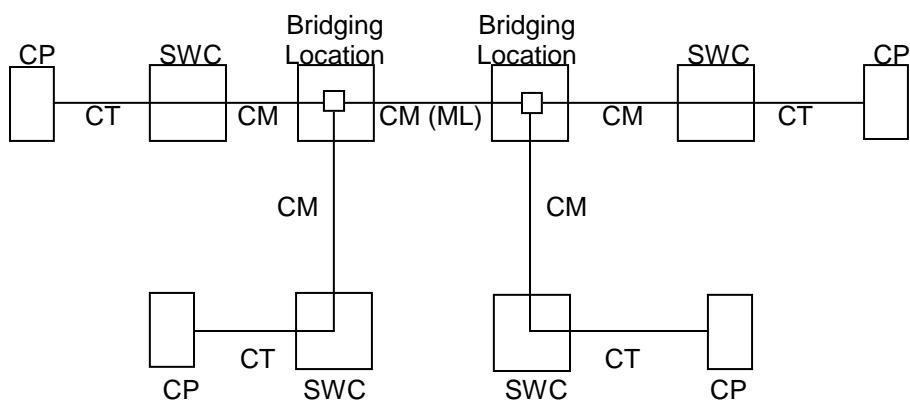 Bridging
Location
Bridging
Location
CP
SWC
SWC
CP
CT
CM
CM (ML)
CM
CT
CM
CM
CT
CT
CP
SWC
SWC
CP